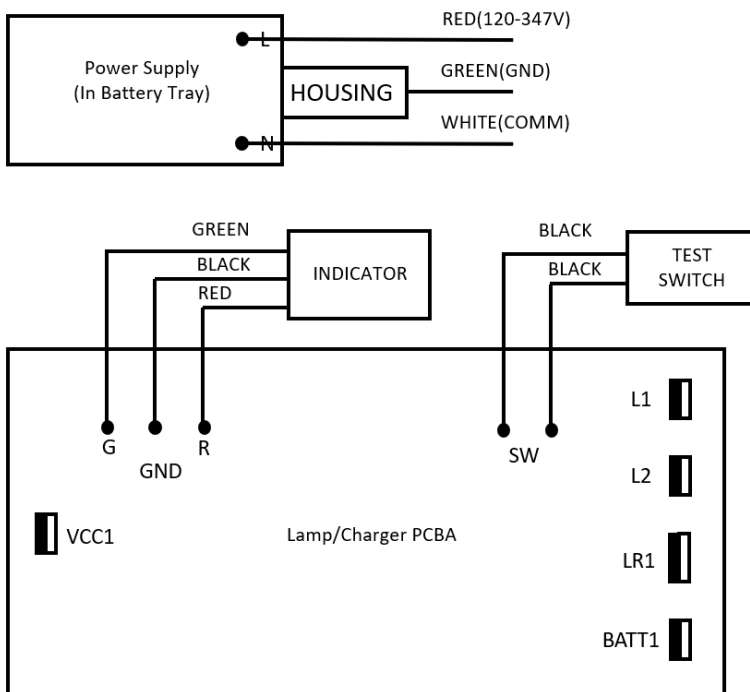 RED(120-347V)
L
Power Supply
(In Battery Tray)
GREEN(GND)
HOUSING
WHITE(COMM)
N
GREEN
BLACK
RED
INDICATOR
BLACK
BLACK
TEST
SWITCH
G
R
GND
SW
L1
L2
VCC1
Lamp/Charger PCBA
LR1
BATT1